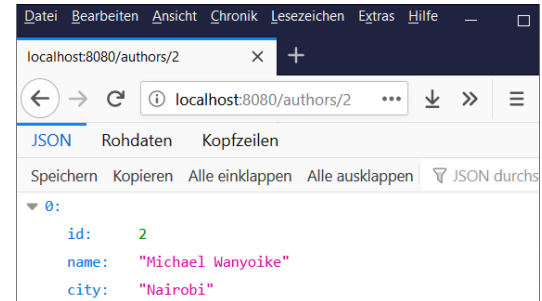 Datei Bearbeiten Ansicht Chronik Lesezeichen Extras Hilfe
localhost:8080/authors/2
localhost:8080/authors/2
JSON Rohdaten Kopfzeilen
Speichern Kopieren Alle einklappen Alle ausklappen JSON durchs
0:
id: 2
name: "Michael Wanyoike"
city: "Nairobi"